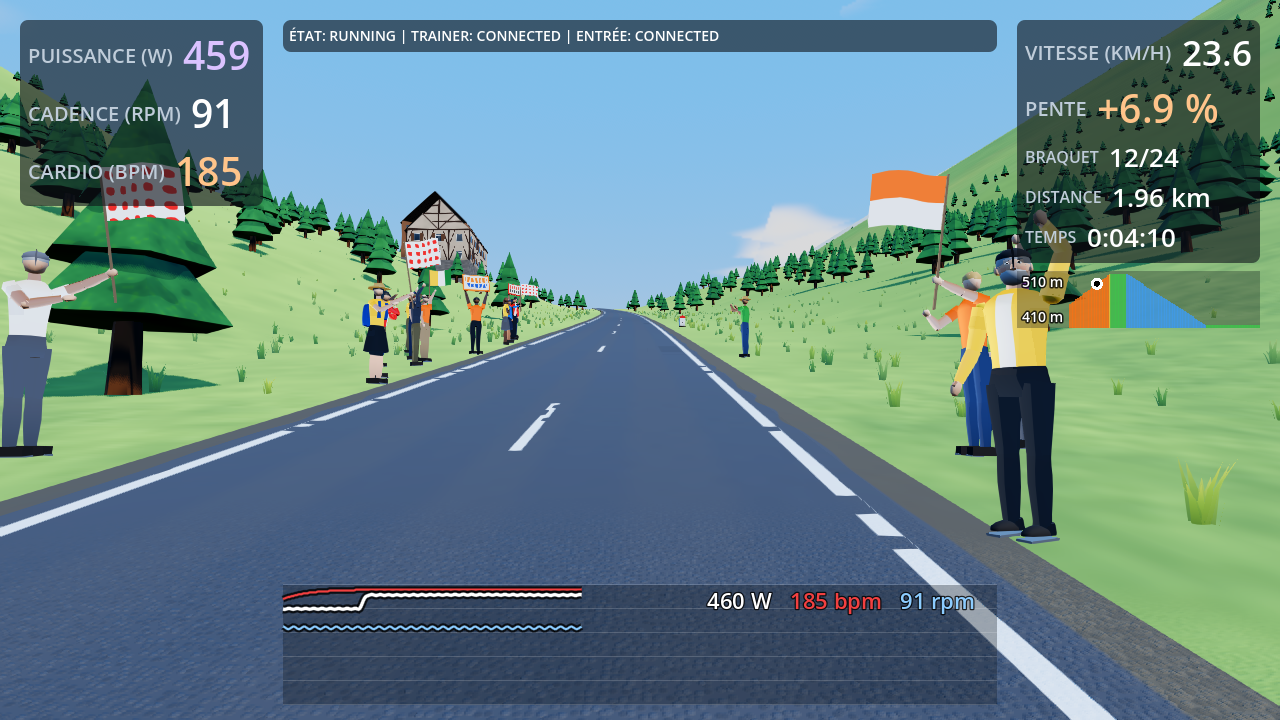 PUISSANCE (W) 459
CADENCE (RPM) 91
CARDIO (BPM) 185
ÉTAT: RUNNING | TRAINER: CONNECTED | ENTRÉE: CONNECTED
VITESSE (KM/H) 23.6
PENTE +6.9 %
BRAQUET 12/24
DISTANCE 1.96 km
TEMPS 0:04:10
510 m
410 m
460 W 185 bpm 91 rpm